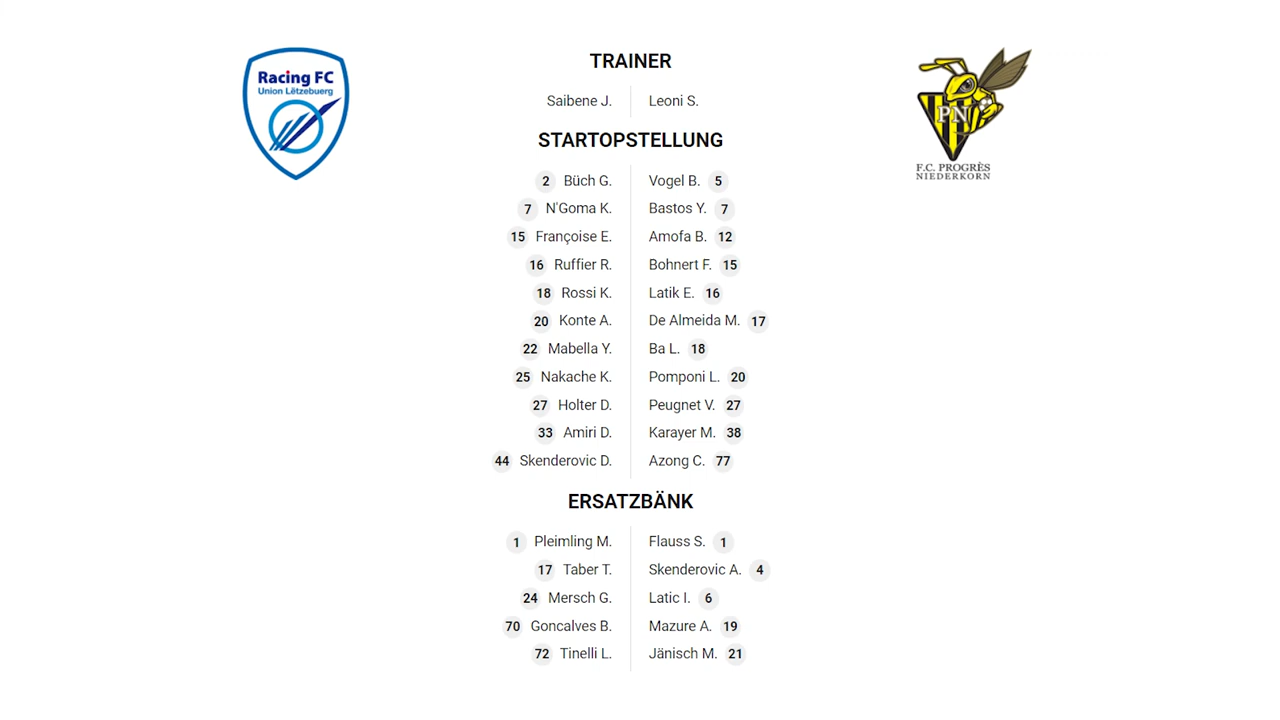 Racing FC
Union Lëtzebuerg
PN
F.C. PROGRÈS
NIEDERKORN
TRAINER
Saibene J. Leoni S.
STARTOPSTELLUNG
2 Büch G. Vogel B. 5
7 N'Goma K. Bastos Y. 7
15 Françoise E. Amofa B. 12
16 Ruffier R. Bohnert F. 15
18 Rossi K. Latik E. 16
20 Konte A. De Almeida M. 17
22 Mabella Y. Ba L. 18
25 Nakache K. Pomponi L. 20
27 Holter D. Peugnet V. 27
33 Amiri D. Karayer M. 38
44 Skenderovic D. Azong C. 77
ERSATZBÄNK
1 Pleimling M. Flauss S. 1
17 Taber T. Skenderovic A. 4
24 Mersch G. Latic I. 6
70 Goncalves B. Mazure A. 19
72 Tinelli L. Jänisch M. 21